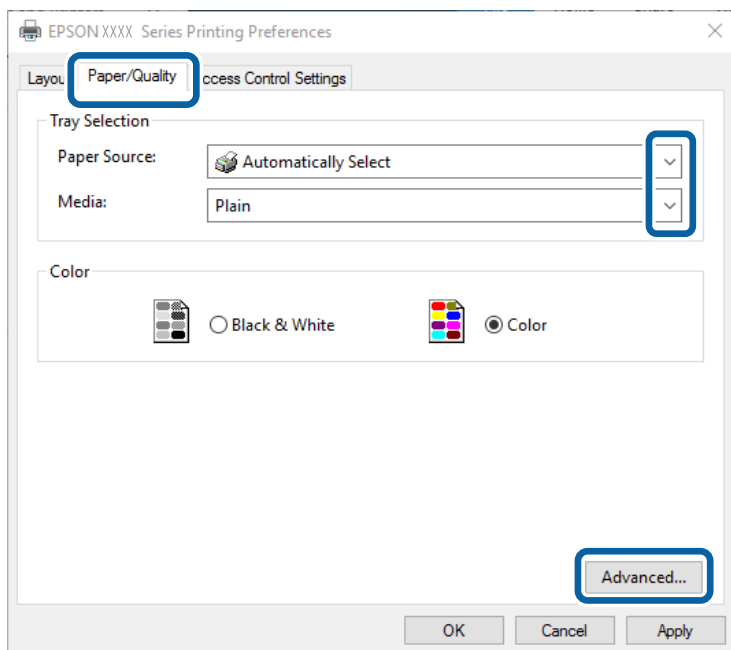 EPSON XXXX Series Printing Preferences
Paper/Quality
ccess Control Settings
Tray Selection
Paper Source: Automatically Select
Media: Plain
Color
Black & White Color
Advanced...
OK Cancel Apply